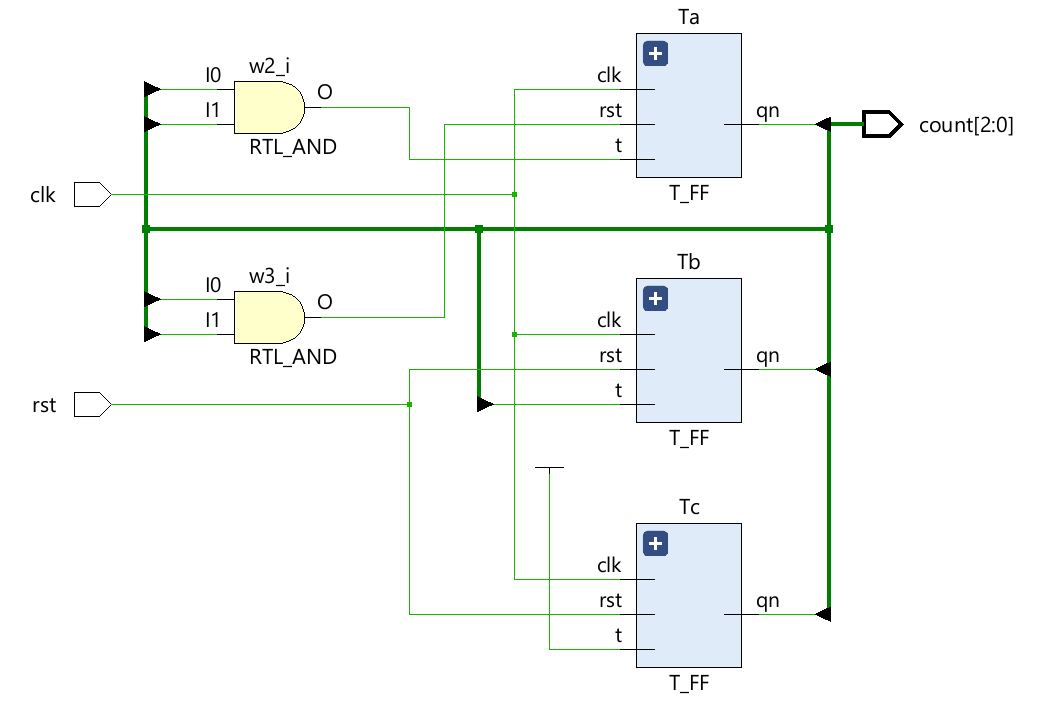 Ta
w2_i
I0
O
I1
RTL_AND
clk
rst
t
qn
T_FF
count[2:0]
clk
w3_i
I0
O
I1
RTL_AND
Tb
clk
rst
t
qn
T_FF
rst
Tc
clk
rst
t
qn
T_FF